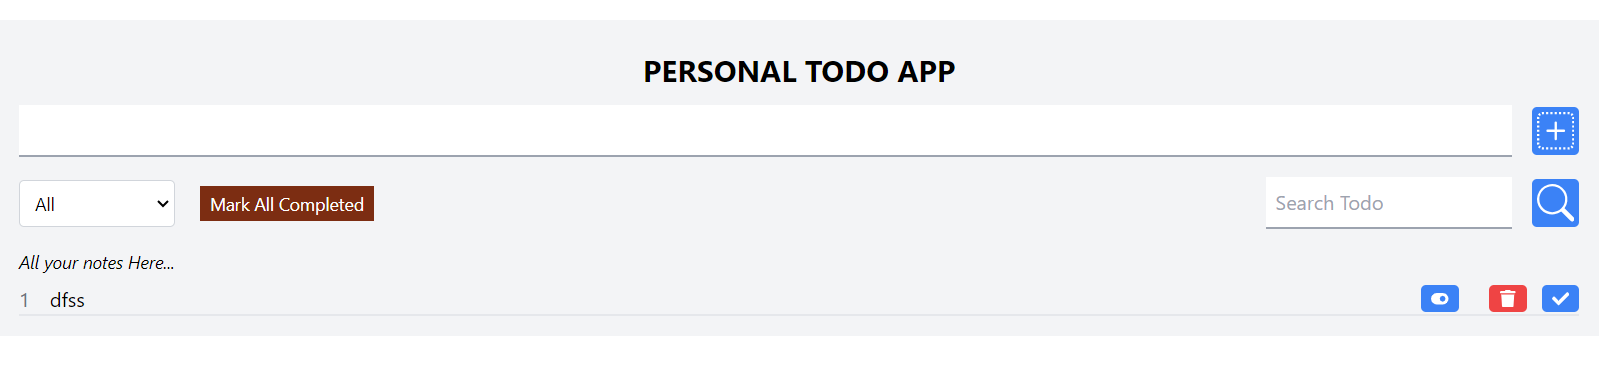 PERSONAL TODO APP
All
Mark All Completed
Search Todo
All your notes Here...
1 dfss